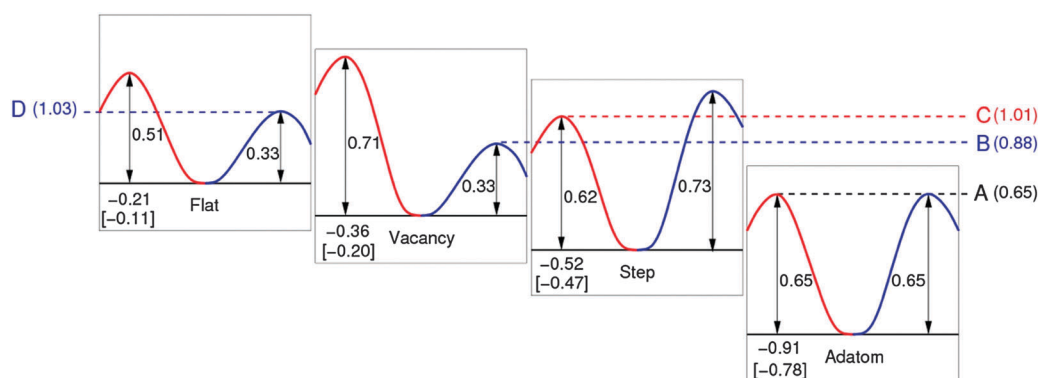 D (1.03)
0.51
0.33
−0.21
[−0.11]
Flat
0.71
0.33
−0.36
[−0.20]
Vacancy
0.62
0.73
−0.52
[−0.47]
Step
C (1.01)
B (0.88)
A (0.65)
0.65
0.65
−0.91
[−0.78]
Adatom